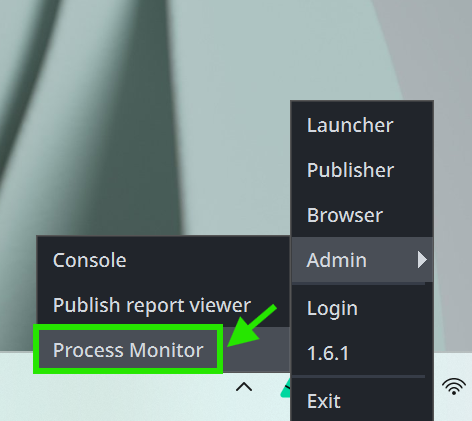 Launcher
Publisher
Browser
Admin
Login
1.6.1
Exit
Console
Publish report viewer
Process Monitor